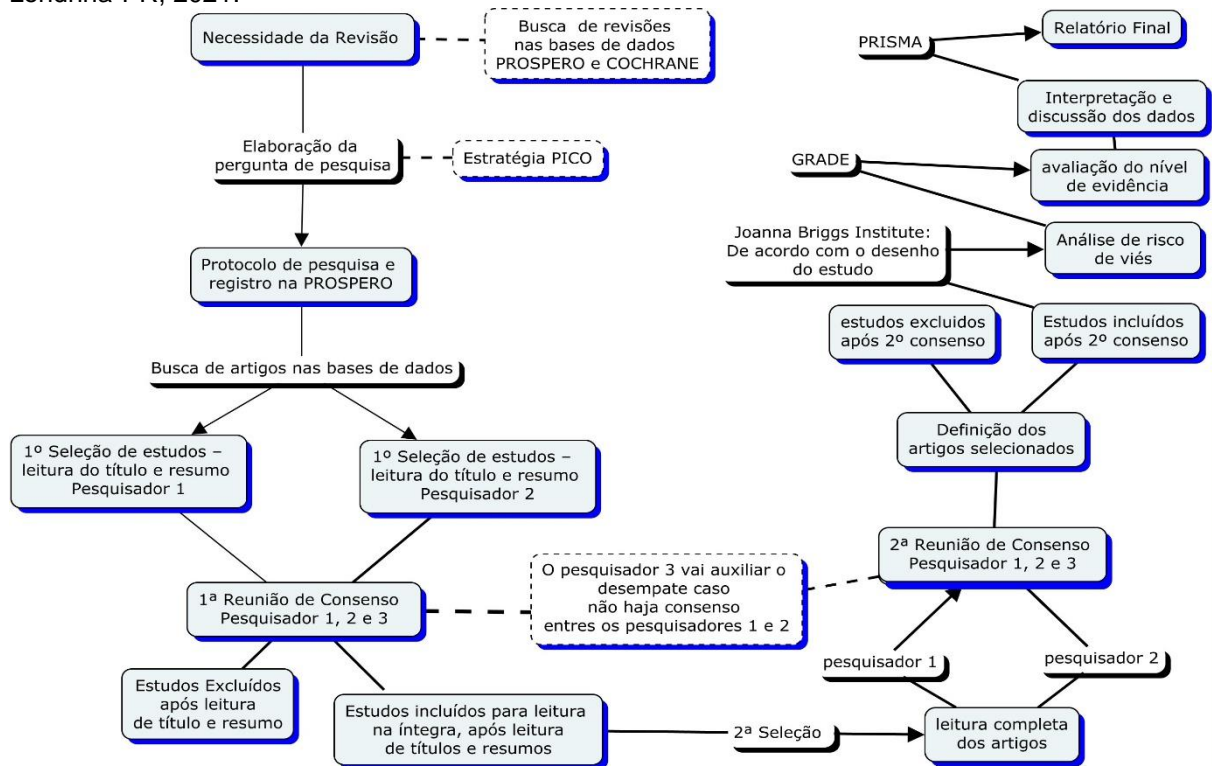 Necessidade da Revisão
Busca de revisões
nas bases de dados
PROSPERO e COCHRANE
Elaboração da
pergunta de pesquisa
Estratégia PICO
Protocolo de pesquisa e
registro na PROSPERO
Busca de artigos nas bases de dados
1º Seleção de estudos –
leitura do título e resumo
Pesquisador 1
1º Seleção de estudos –
leitura do título e resumo
Pesquisador 2
1ª Reunião de Consenso
Pesquisador 1, 2 e 3
O pesquisador 3 vai auxiliar o
desempate caso
não haja consenso
entres os pesquisadores 1 e 2
Estudos Excluídos
após leitura
de título e resumo
Estudos incluídos para leitura
na íntegra, após leitura
de títulos e resumos
2ª Seleção
leitura completa
dos artigos
pesquisador 1
pesquisador 2
2ª Reunião de Consenso
Pesquisador 1, 2 e 3
Definição dos
artigos selecionados
estudos excluidos
após 2º consenso
Estudos incluídos
após 2º consenso
Joanna Briggs Institute:
De acordo com o desenho
do estudo
Análise de risco
de viés
GRADE
avaliação do nível
de evidência
Interpretação e
discussão dos dados
PRISMA
Relatório Final